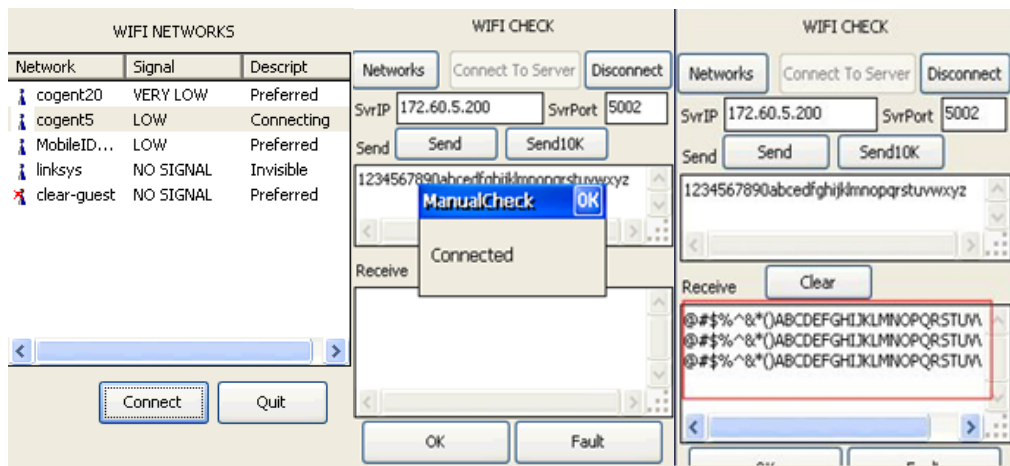 WIFI NETWORKS
Network Signal Descript
cogent20 VERY LOW Preferred
cogent5 LOW Connecting
MobileID... LOW Preferred
linksys NO SIGNAL Invisible
clear-guest NO SIGNAL Preferred
Connect Quit
WIFI CHECK
Networks Connect To Server Disconnect
SvrIP 172.60.5.200 SvrPort 5002
Send Send Send10K
1234567890abcedfghijklmnopqrstuvwxyz
ManualCheck OK
Connected
Receive
OK Fault
WIFI CHECK
Networks Connect To Server Disconnect
SvrIP 172.60.5.200 SvrPort 5002
Send Send Send10K
1234567890abcedfghijklmnopqrstuvwxyz
Receive Clear
@#$%^&*()ABCDEFGHIJKLMNOPQRSTUV
@#$%^&*()ABCDEFGHIJKLMNOPQRSTUV
@#$%^&*()ABCDEFGHIJKLMNOPQRSTUV